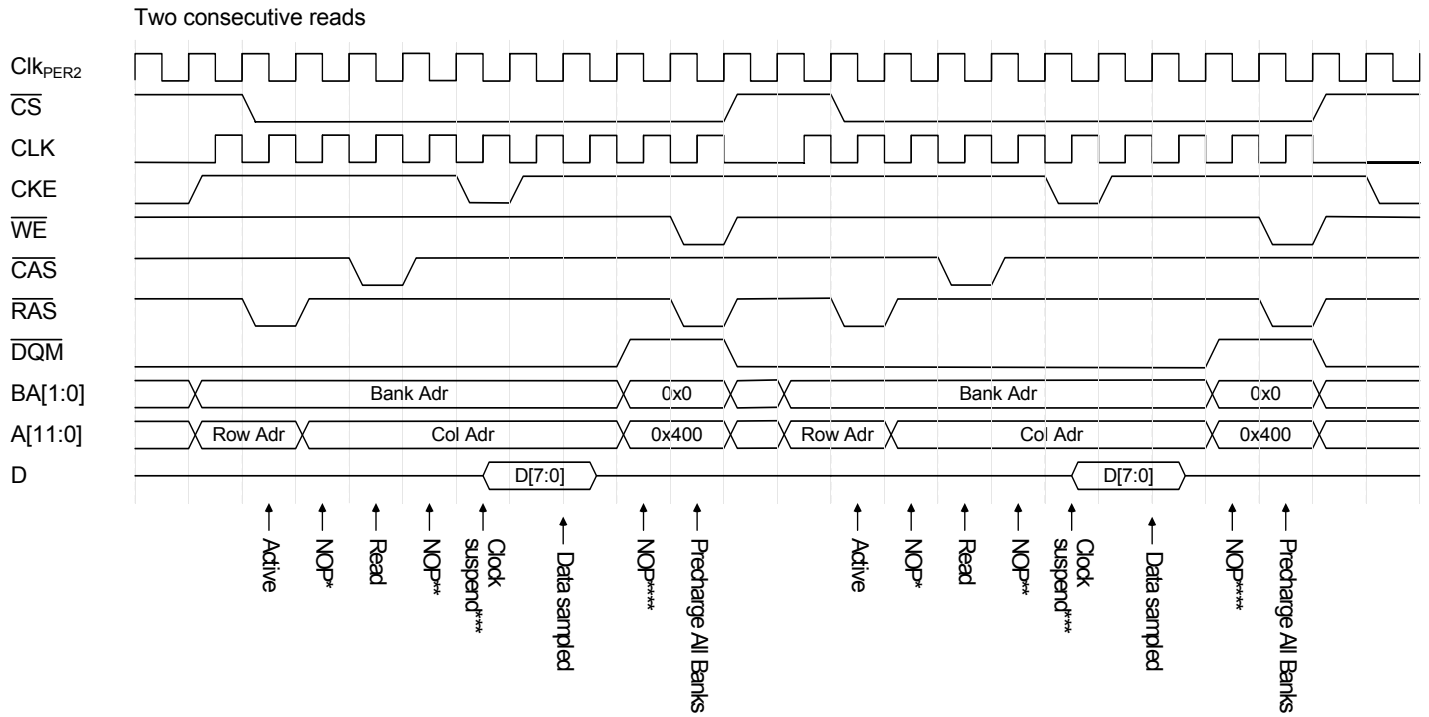 Two consecutive reads
ClkPER2
CS
CLK
CKE
WE
CAS
RAS
DQM
BA[1:0] Bank Adr 0x0 Bank Adr 0x0
A[11:0] Row Adr Col Adr 0x400 Row Adr Col Adr 0x400
D D[7:0] D[7:0]
Active
NOP*
Read
NOP**
Clock
suspend***
Data sampled
NOP****
Precharge All Banks
Active
NOP*
Read
NOP**
Clock
suspend***
Data sampled
NOP****
Precharge All Banks